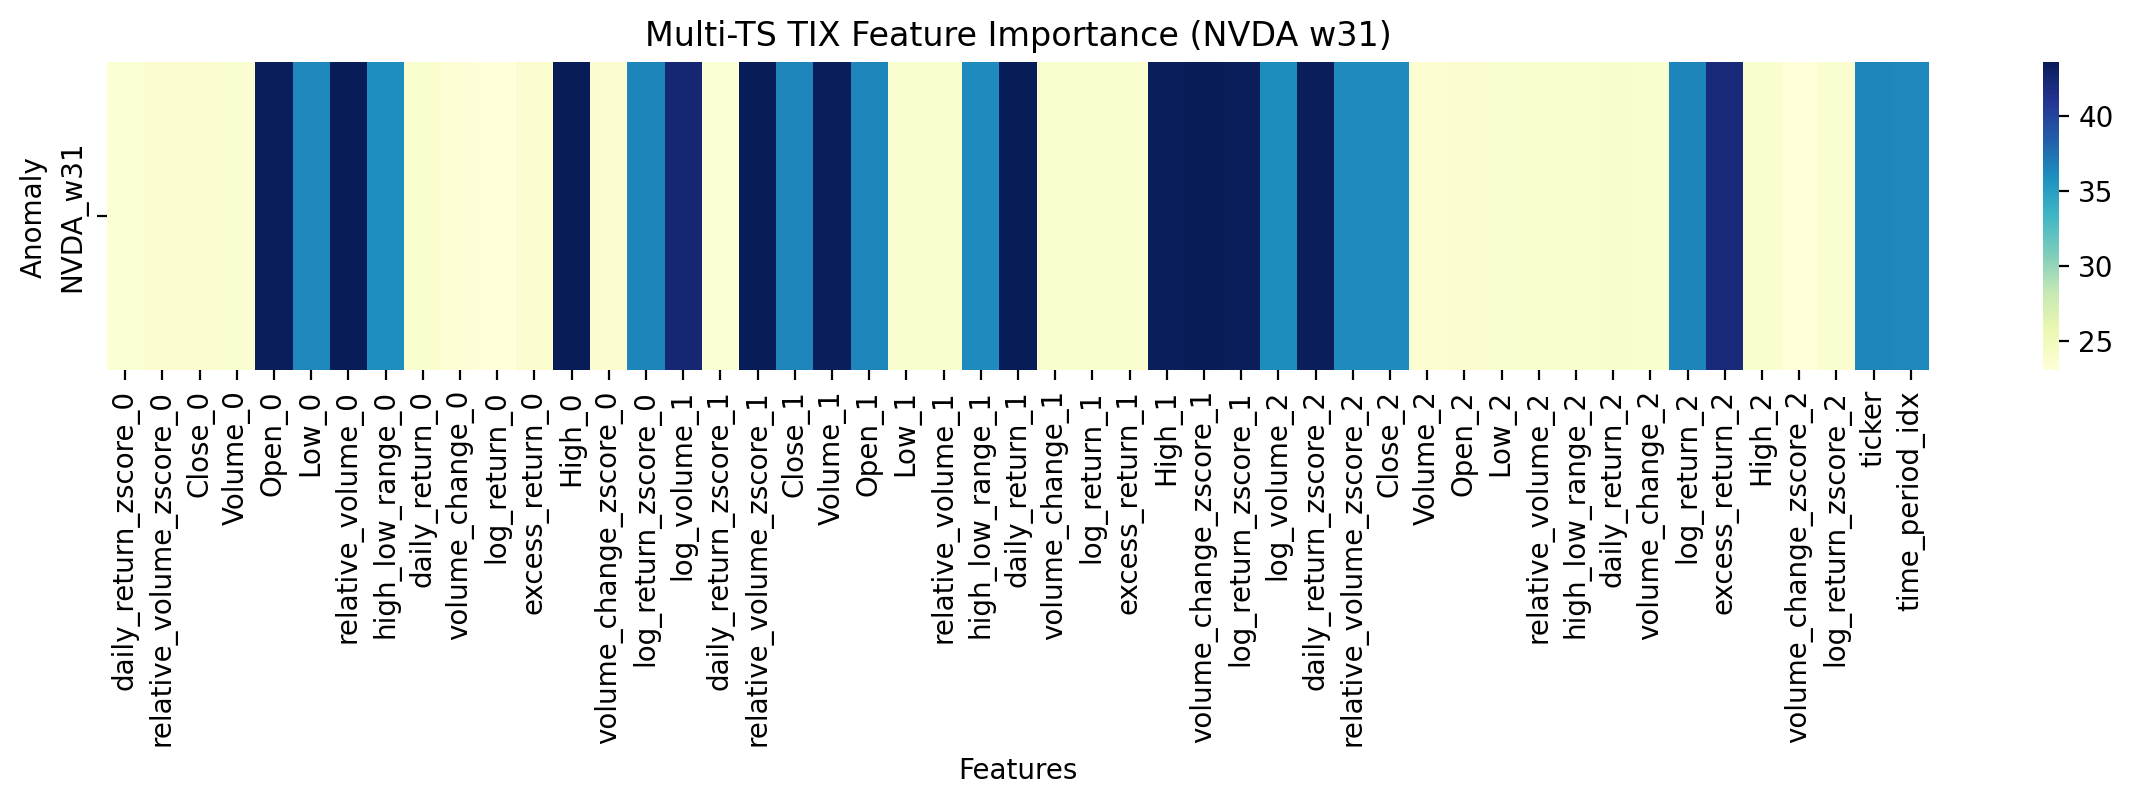 Multi-TS TIX Feature Importance (NVDA w31)
Anomaly
NVDA_w31
40
35
30
25
daily_return_zscore_0
relative_volume_zscore_0
Close_0
Volume_0
Open_0
Low_0
relative_volume_0
high_low_range_0
daily_return_0
volume_change_0
log_return_0
excess_return_0
High_0
volume_change_zscore_0
log_return_zscore_0
log_volume_1
daily_return_zscore_1
relative_volume_zscore_1
Close_1
Volume_1
Open_1
Low_1
relative_volume_1
high_low_range_1
daily_return_1
volume_change_1
log_return_1
excess_return_1
High_1
volume_change_zscore_1
log_return_zscore_1
log_volume_2
daily_return_zscore_2
relative_volume_zscore_2
Close_2
Volume_2
Open_2
Low_2
relative_volume_2
high_low_range_2
daily_return_2
volume_change_2
log_return_2
excess_return_2
High_2
volume_change_zscore_2
log_return_zscore_2
ticker
time_period_idx
Features